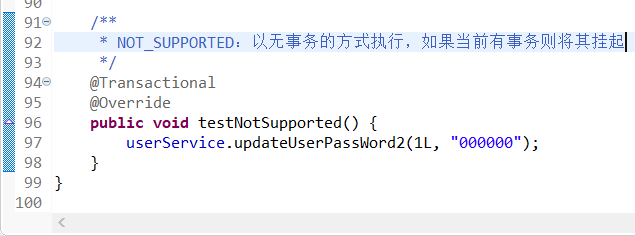 90
91 /**
92 * NOT_SUPPORTED：以无事务的方式执行，如果当前有事务则将其挂起
93 */
94 @Transactional
95 @Override
96 public void testNotSupported() {
97 userService.updateUserPassWord2(1L, "000000");
98 }
99 }
100